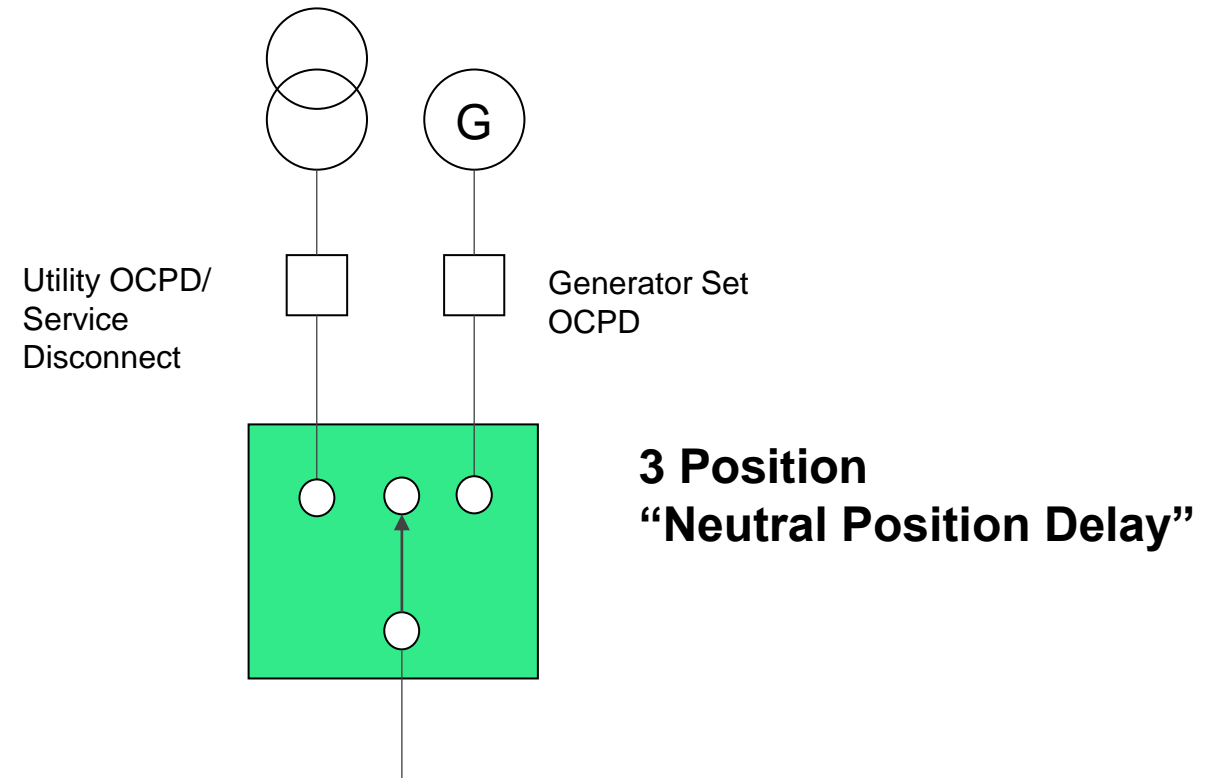 G
Utility OCPD/
Service
Disconnect
Generator Set
OCPD
3 Position
“Neutral Position Delay”